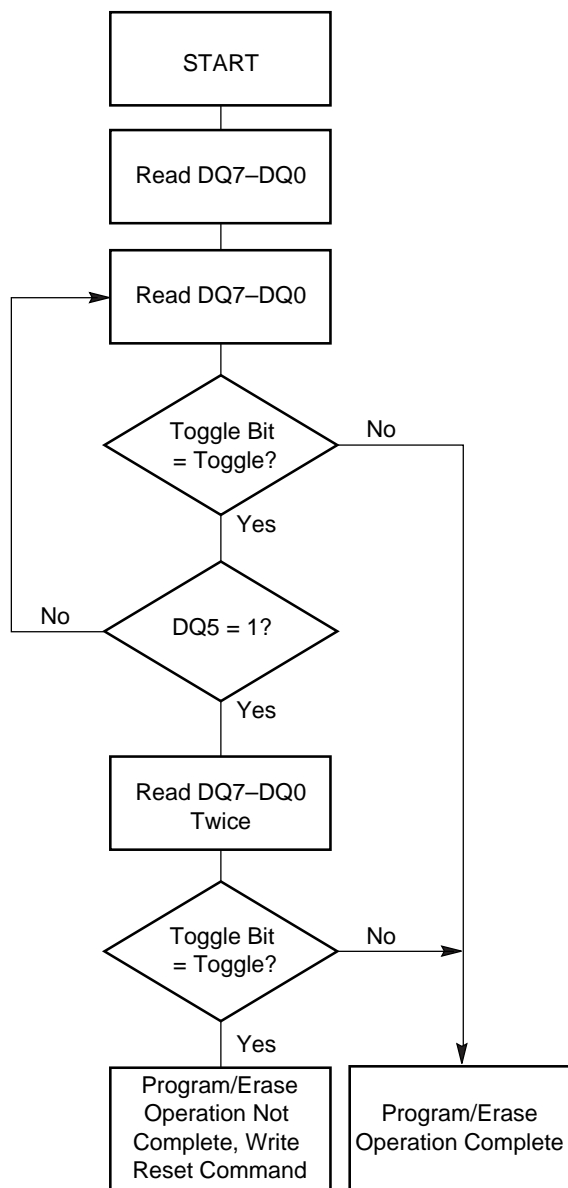 START
Read DQ7–DQ0
Read DQ7–DQ0
Toggle Bit
= Toggle?
No
Yes
No
DQ5 = 1?
Yes
Read DQ7–DQ0
Twice
Toggle Bit
= Toggle?
No
Yes
Program/Erase
Operation Not
Complete, Write
Reset Command
Program/Erase
Operation Complete